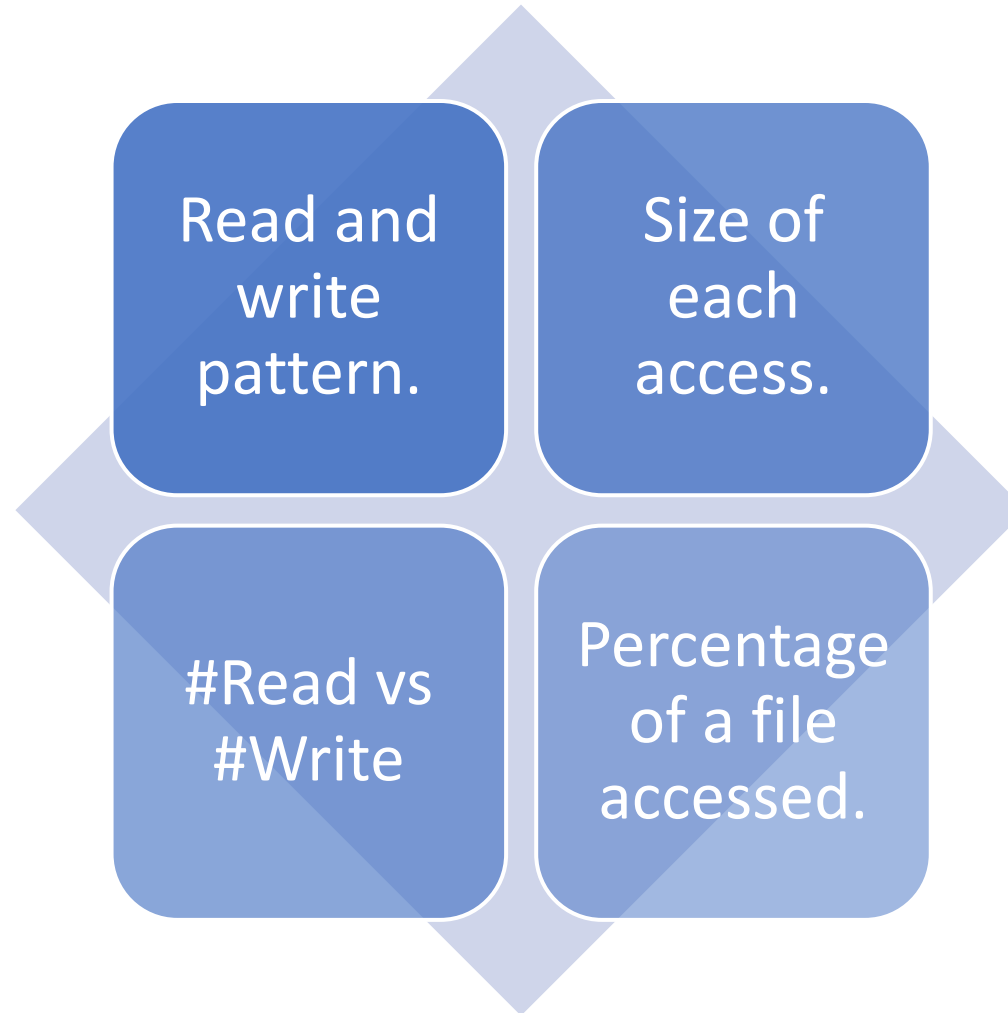 Read and
write
pattern.
Size of
each
access.
#Read vs
#Write
Percentage
of a file
accessed.